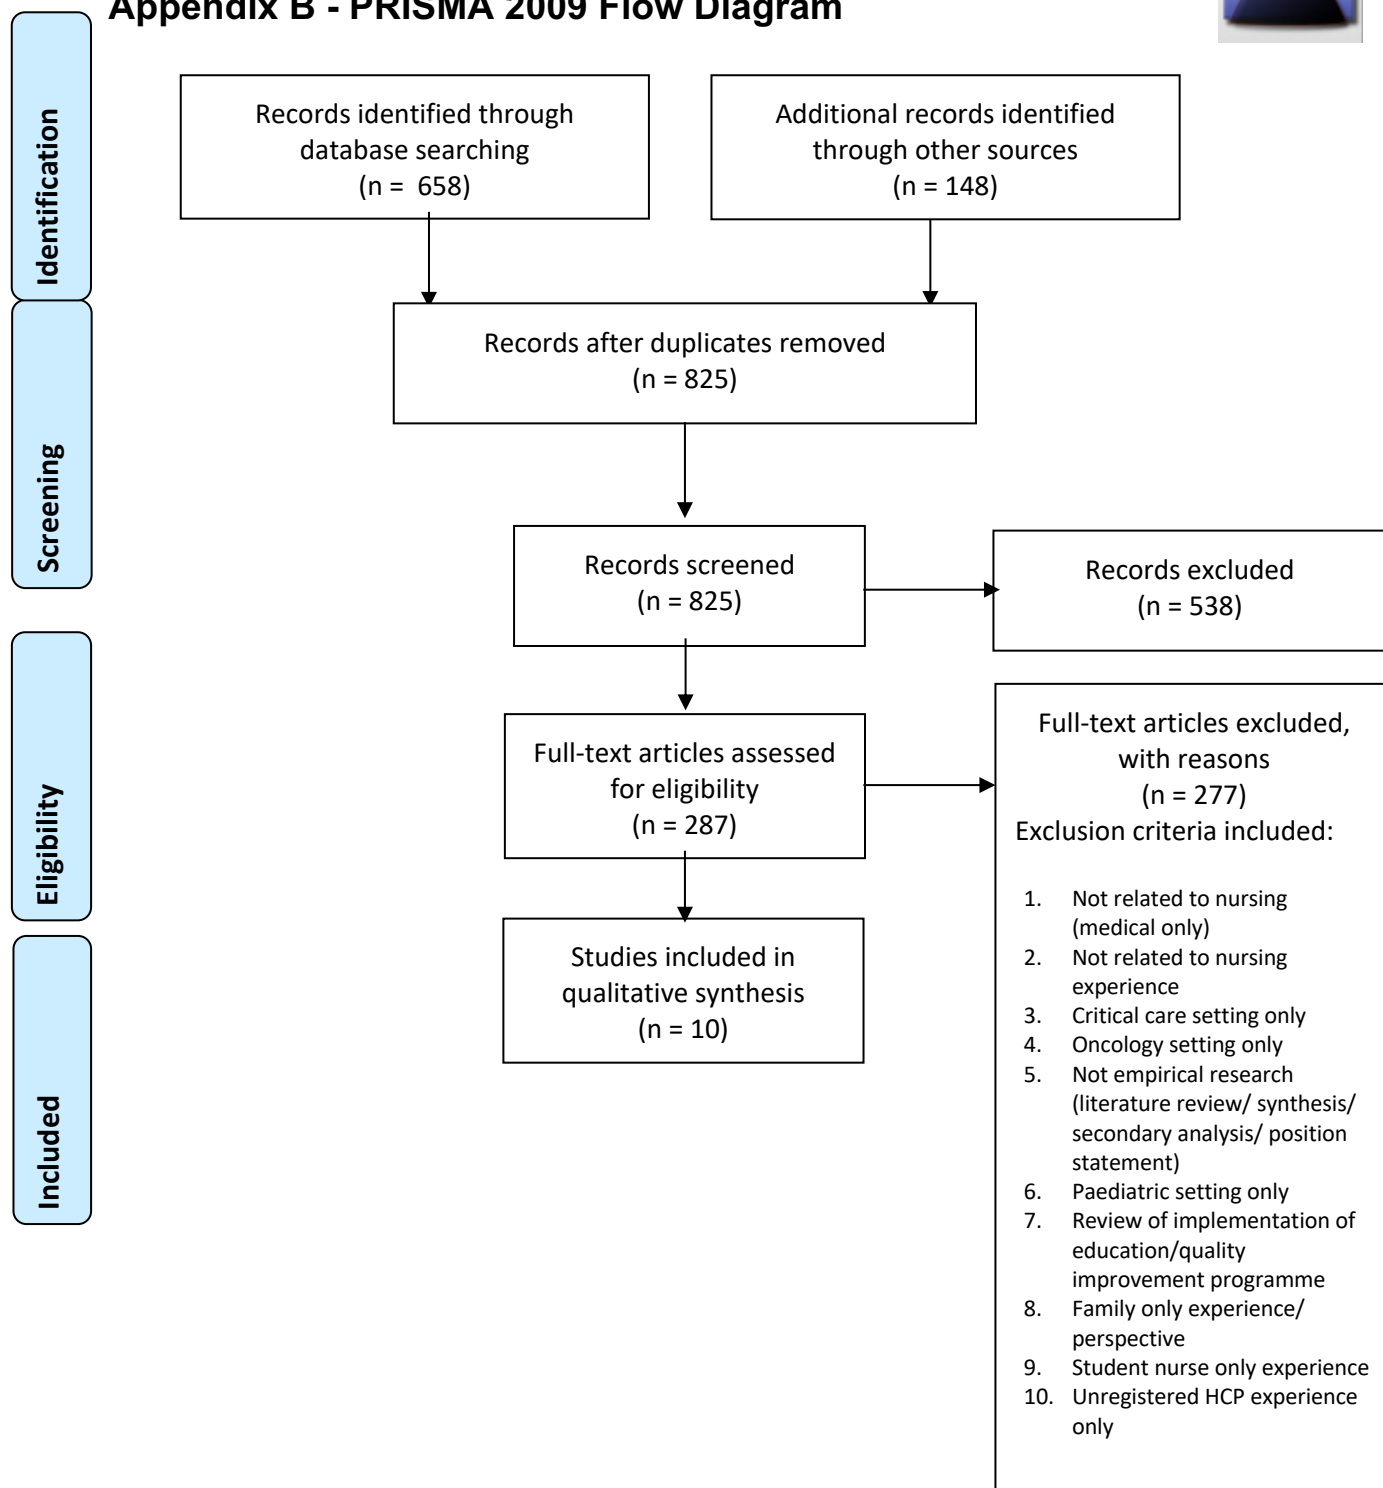 Appendix B - PRISMA 2009 Flow Diagram
Identification
Records identified through
database searching
(n =  658)
Additional records identified
through other sources
(n = 148)
Screening
Records after duplicates removed
(n = 825)
Records screened
(n = 825)
Records excluded
(n = 538)
Eligibility
Full-text articles assessed
for eligibility
(n = 287)
Full-text articles excluded,
with reasons
(n = 277)
Exclusion criteria included:
1. Not related to nursing
(medical only)
2. Not related to nursing
experience
3. Critical care setting only
4. Oncology setting only
5. Not empirical research
(literature review/ synthesis/
secondary analysis/ position
statement)
6. Paediatric setting only
7. Review of implementation of
education/quality
improvement programme
8. Family only experience/
perspective
9. Student nurse only experience
10. Unregistered HCP experience
only
Included
Studies included in
qualitative synthesis
(n = 10)